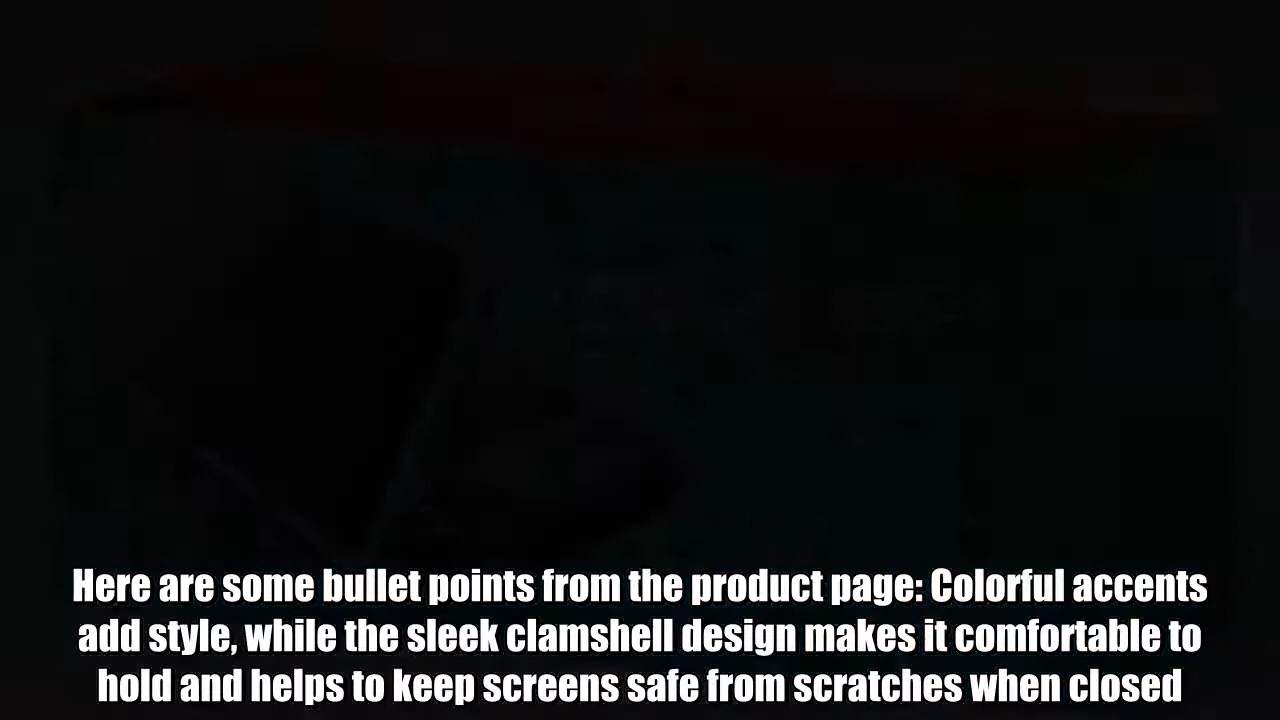 Here are some bullet points from the product page: Colorful accents
add style, while the sleek clamshell design makes it comfortable to
hold and helps to keep screens safe from scratches when closed